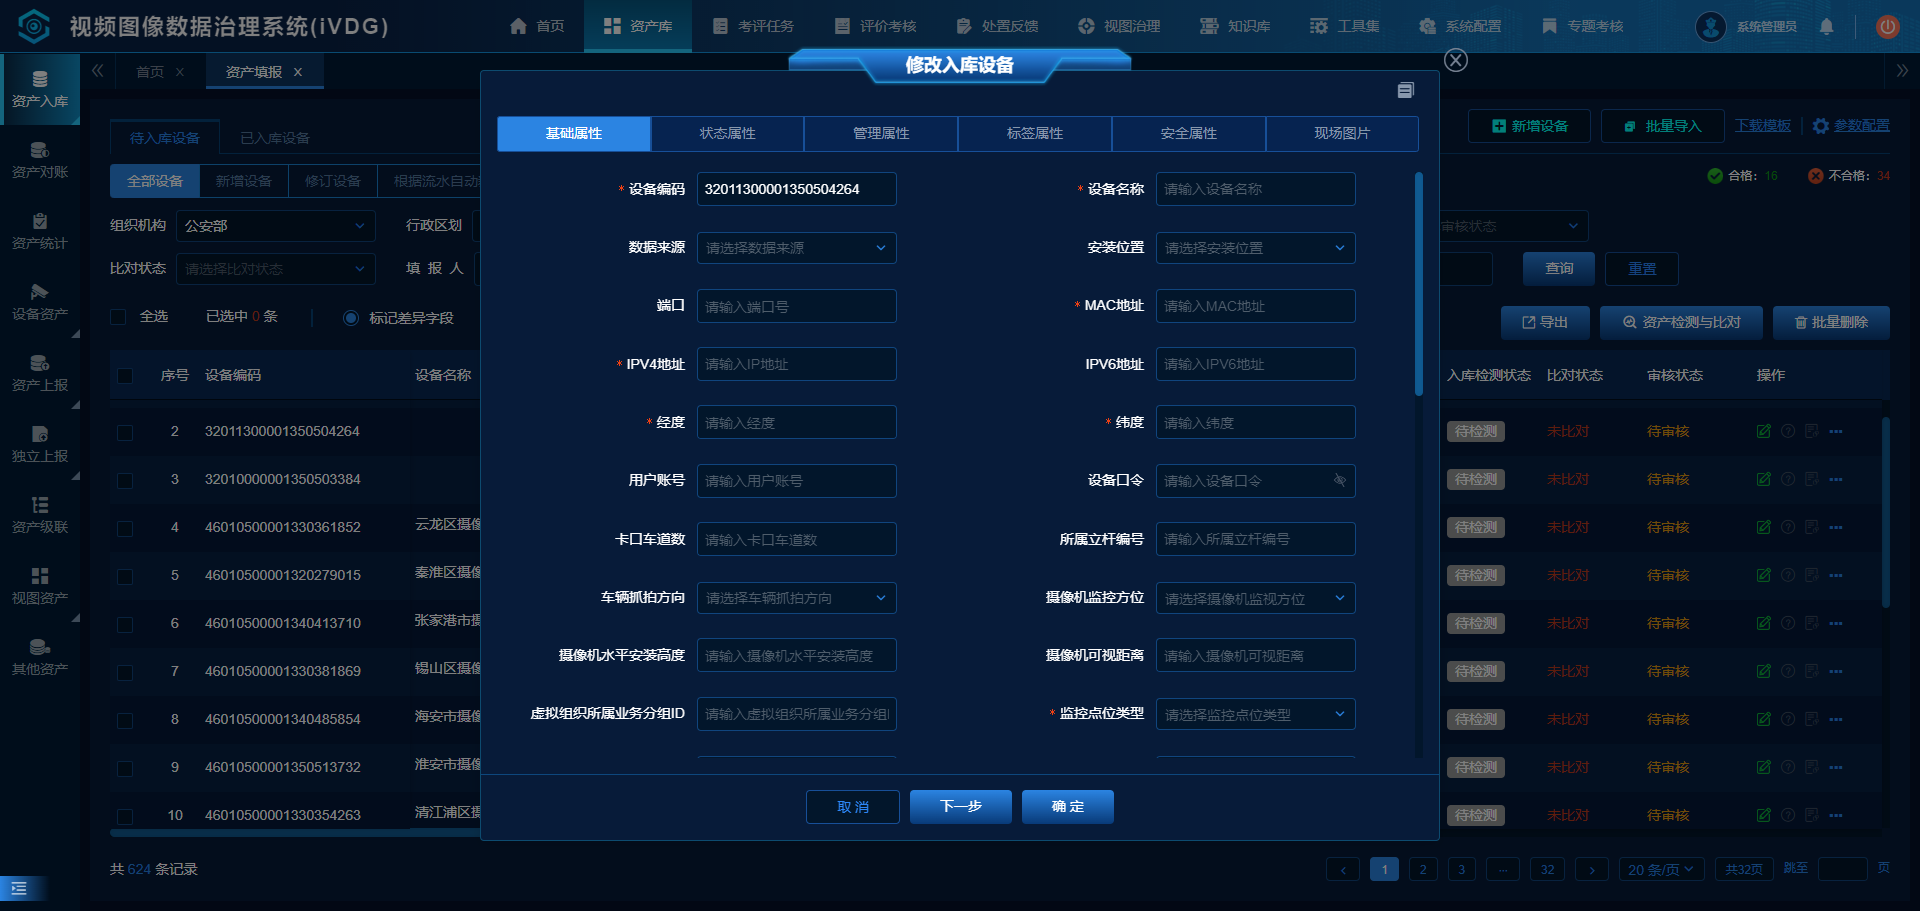 视频图像数据治理系统(iVDG)
首页
资产库
考评任务
评价考核
处置反馈
视图治理
知识库
工具集
系统配置
专题考核
系统管理员
首页 x
资产填报 x
资产入库
资产对账
资产统计
设备资产
资产上报
独立上报
资产级联
视图资产
其他资产
待入库设备
已入库设备
新增设备
批量导入
下载模板
参数配置
全部设备
新增设备
修订设备
根据流水自动
合格: 16
不合格: 34
组织机构
公安部
行政区划
审核状态
比对状态
请选择比对状态
填 报 人
查询
重置
全选
已选中 0 条
标记差异字段
导出
资产检测与比对
批量删除
序号 设备编码 设备名称 入库检测状态 比对状态 审核状态 操作
2 32011300001350504264 待检测 未比对 待审核
3 32010000001350503384 待检测 未比对 待审核
4 46010500001330361852 云龙区摄像 待检测 未比对 待审核
5 46010500001320279015 秦淮区摄像 待检测 未比对 待审核
6 46010500001340413710 张家港市摄 待检测 未比对 待审核
7 46010500001330381869 锡山区摄像 待检测 未比对 待审核
8 46010500001340485854 海安市摄像 待检测 未比对 待审核
9 46010500001350513732 淮安市摄像 待检测 未比对 待审核
10 46010500001330354263 清江浦区摄 待检测 未比对 待审核
共 624 条记录
1 2 3 ... 32
20 条/页
共32页
跳至
页
修改入库设备
基础属性 状态属性 管理属性 标签属性 安全属性 现场图片
* 设备编码 32011300001350504264
* 设备名称 请输入设备名称
数据来源 请选择数据来源
安装位置 请选择安装位置
端口 请输入端口号
* MAC地址 请输入MAC地址
* IPV4地址 请输入IP地址
IPV6地址 请输入IPV6地址
* 经度 请输入经度
* 纬度 请输入纬度
用户账号 请输入用户账号
设备口令 请输入设备口令
卡口车道数 请输入卡口车道数
所属立杆编号 请输入所属立杆编号
车辆抓拍方向 请选择车辆抓拍方向
摄像机监控方位 请选择摄像机监视方位
摄像机水平安装高度 请输入摄像机水平安装高度
摄像机可视距离 请输入摄像机可视距离
虚拟组织所属业务分组ID 请输入虚拟组织所属业务分组
* 监控点位类型 请选择监控点位类型
取 消
下一步
确 定